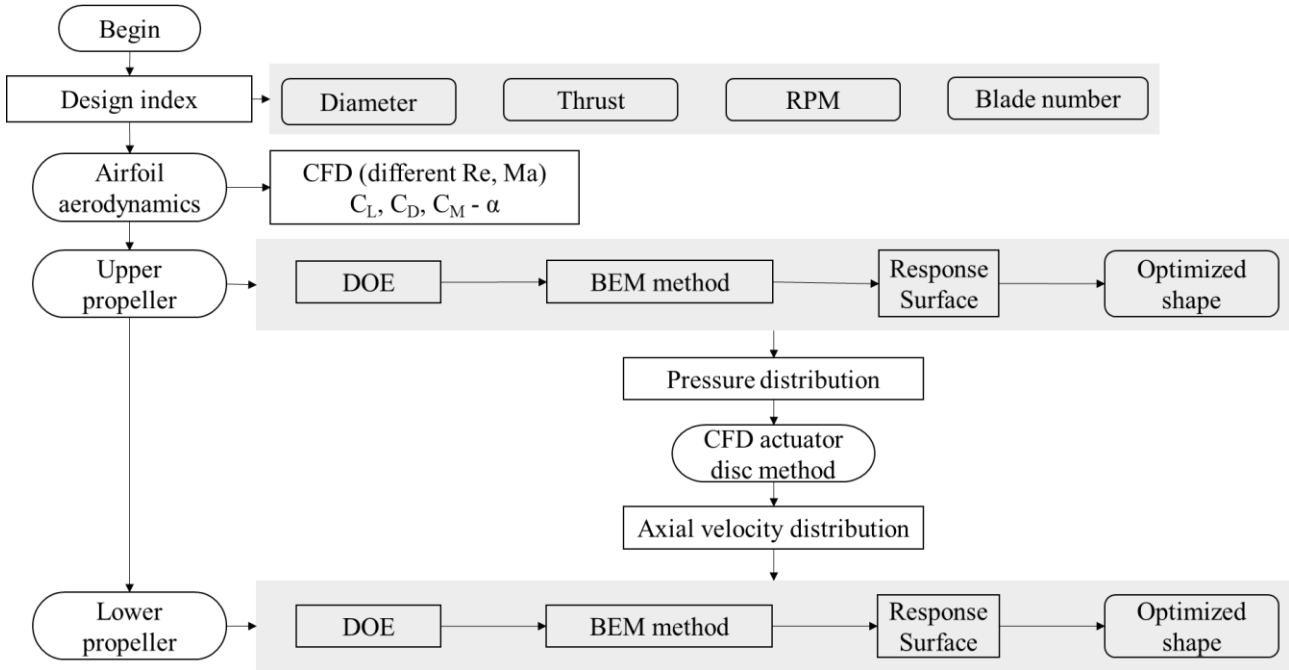 Begin
Design index
Diameter
Thrust
RPM
Blade number
Airfoil
aerodynamics
CFD (different Re, Ma)
C_L, C_D, C_M - α
Upper
propeller
DOE
BEM method
Response
Surface
Optimized
shape
Pressure distribution
CFD actuator
disc method
Axial velocity distribution
Lower
propeller
DOE
BEM method
Response
Surface
Optimized
shape